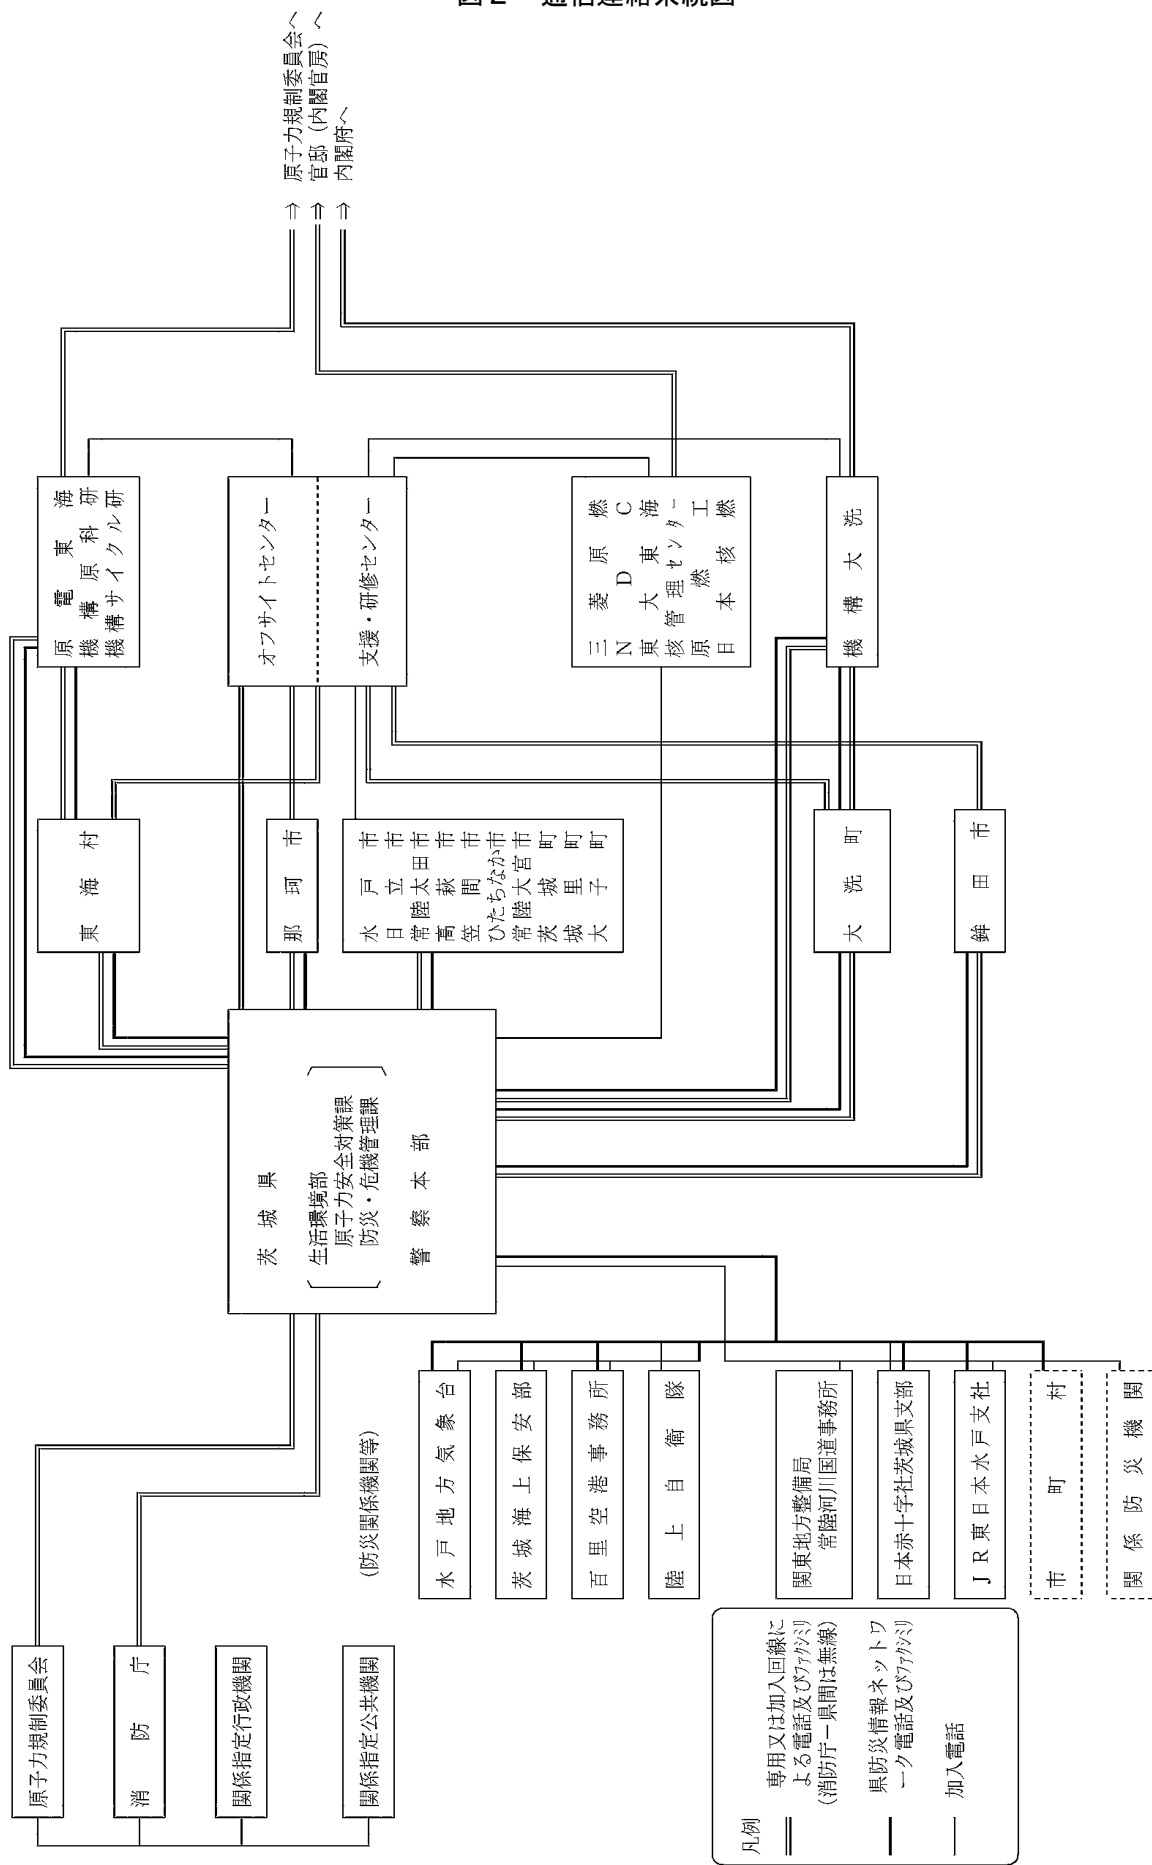 図2 通信連絡系統図
原子力規制委員会
消防庁
関係指定行政機関
関係指定公共機関
(防災関係機関等)
水戸地方気象台
茨城海上保安部
百里空港事務所
陸上自衛隊
関東地方整備局
常陸河川国道事務所
日本赤十字社茨城県支部
JR東日本水戸支社
市町村
関係防災機関
茨城県
生活環境部
原子力安全対策課
防災・危機管理課
警察本部
東海村
那珂市
水戸市
日立市
常陸太田市
高萩市
笠間市
ひたちなか市
常陸大宮市
茨城町
城里町
大子町
大洗町
鉾田市
原電東海
機構原科研
機構サイクル研
オフサイトセンター
支援・研修センター
三菱原燃
NDC
東大東海
核管理センター
原燃工
日本核燃
機構大洗
⇒ 原子力規制委員会へ
⇒ 官邸（内閣官房）へ
⇒ 内閣府へ
凡例
専用又は加入回線に
よる電話及びファクシミリ
(消防庁ー県間は無線)
県防災情報ネットワ
ーク電話及びファクシミリ
加入電話